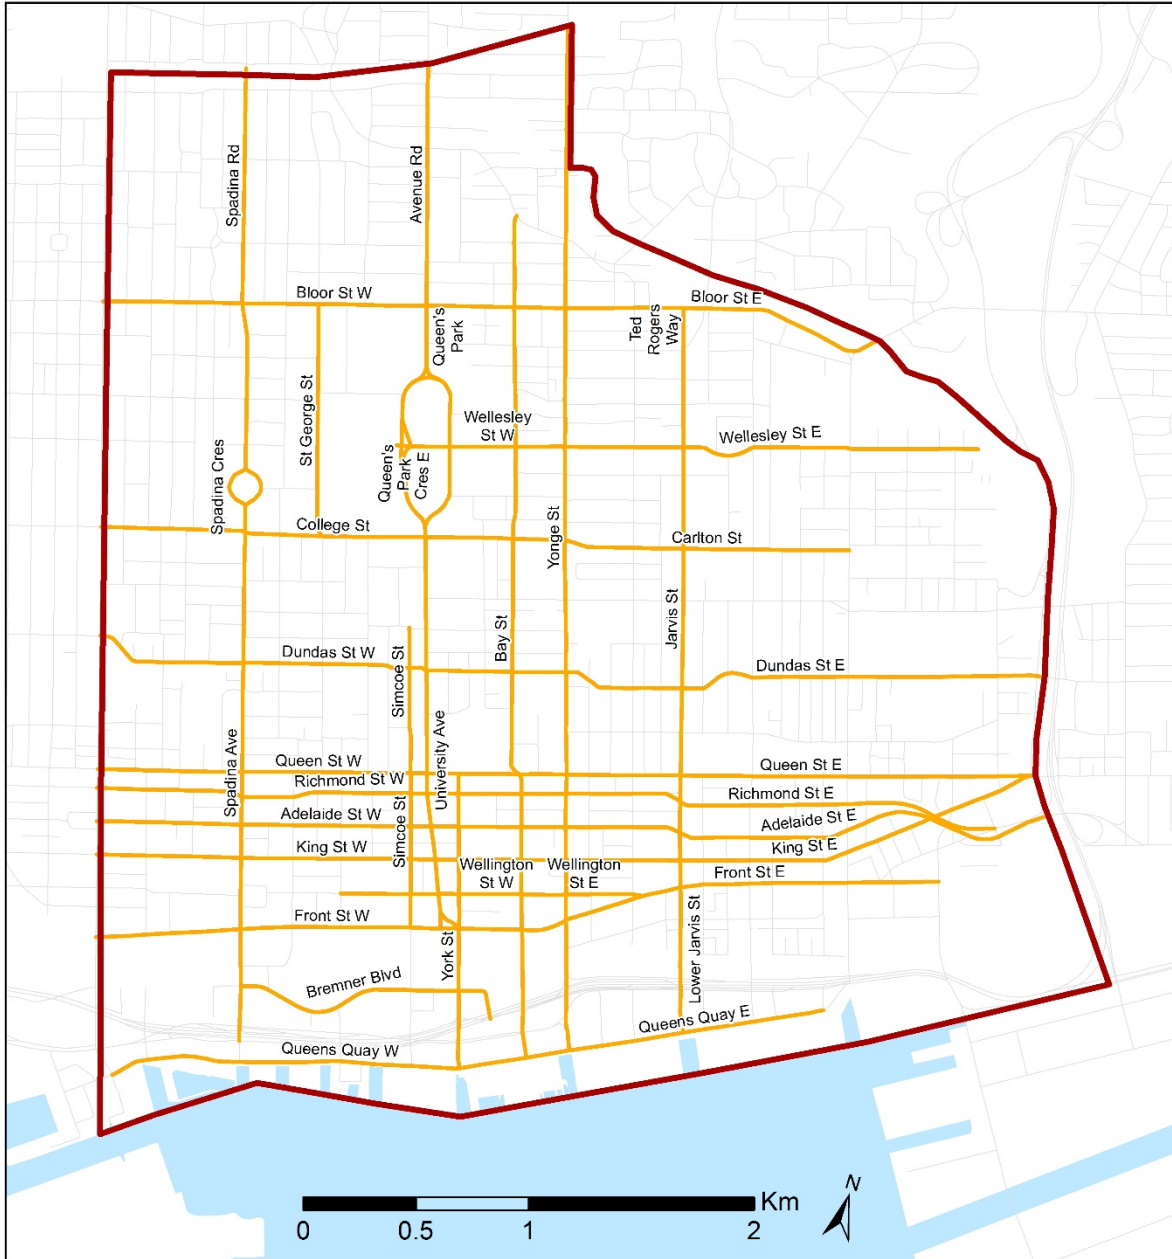 Spadina Rd
Avenue Rd
Bloor St W
Bloor St E
Queen's
Park
Ted
Rogers
Way
St George St
Wellesley
St W
Wellesley St E
Spadina Cres
Queen's
Park
Cres E
College St
Yonge St
Carlton St
Jarvis St
Bay St
Simcoe St
Dundas St W
Dundas St E
University Ave
Spadina Ave
Queen St W
Queen St E
Richmond St W
Richmond St E
Adelaide St W
Adelaide St E
Simcoe St
King St W
King St E
Wellington
St W
Wellington
St E
Front St E
Front St W
York St
Lower Jarvis St
Bremner Blvd
Queens Quay E
Queens Quay W
N
Km
0
0.5
1
2